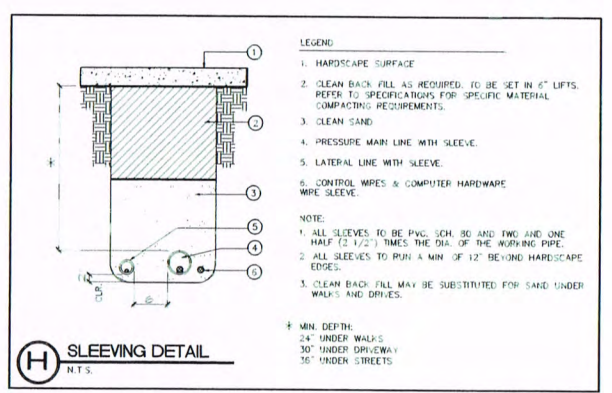 LEGEND
1. HARDSCAPE SURFACE
2. CLEAN BACK FILL AS REQUIRED. TO BE SET IN 6" LIFTS.
REFER TO SPECIFICATIONS FOR SPECIFIC MATERIAL
COMPACTING REQUIREMENTS.
3. CLEAN SAND
4. PRESSURE MAIN LINE WITH SLEEVE.
5. LATERAL LINE WITH SLEEVE.
6. CONTROL WIRES & COMPUTER HARDWARE
WIRE SLEEVE.
NOTE:
1. ALL SLEEVES TO BE PVC, SCH. 80 AND TWO AND ONE
HALF (2 1/2") TIMES THE DIA. OF THE WORKING PIPE.
2 ALL SLEEVES TO RUN A MIN OF 12" BEYOND HARDSCAPE
EDGES.
3. CLEAN BACK FILL MAY BE SUBSTITUTED FOR SAND UNDER
WALKS AND DRIVES.
* MIN. DEPTH:
24" UNDER WALKS
30" UNDER DRIVEWAY
36" UNDER STREETS
1
2
3
5
4
6
*
CLR.
6"
H
SLEEVING DETAIL
N.T.S.